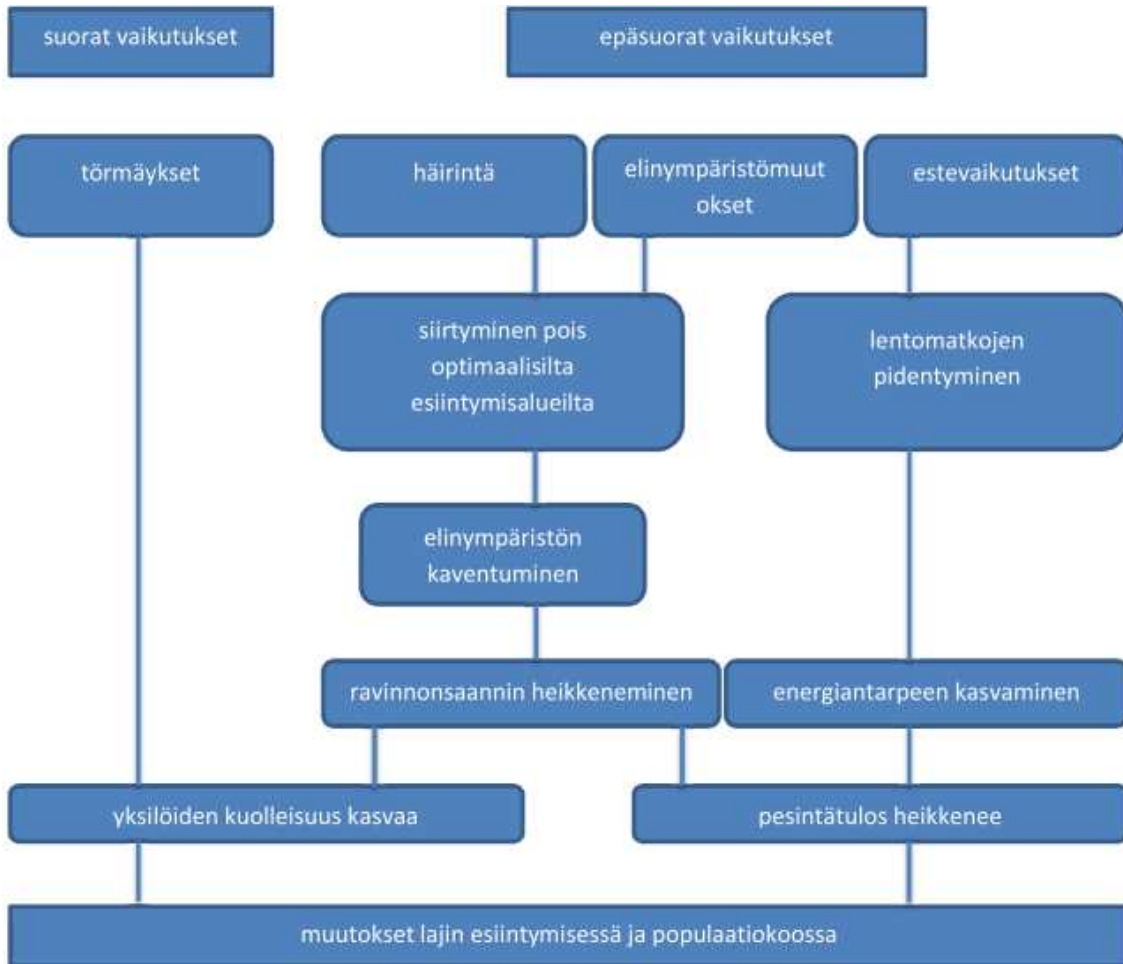 suorat vaikutukset
epäsuorat vaikutukset
törmäykset
häirintä
elinympäristömuut
okset
estevaikutukset
siirtyminen pois
optimaalisilta
esiintymisalueilta
lentomatkojen
pidentyminen
elinympäristön
kaventuminen
ravinnonsaannin heikkeneminen
energiantarpeen kasvaminen
yksilöiden kuolleisuus kasvaa
pesintätulos heikkenee
muutokset lajin esiintymisessä ja populaatiokoossa